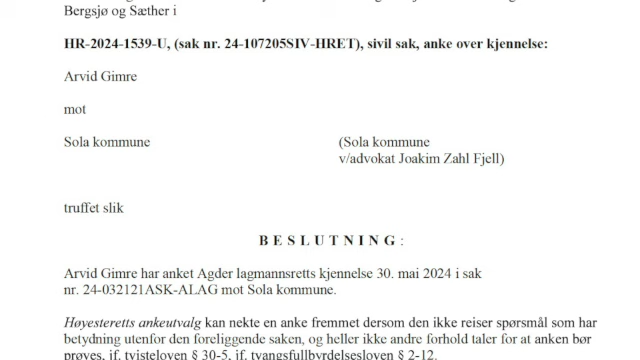 Bergsjø og Sæther i
HR-2024-1539-U, (sak nr. 24-107205SIV-HRET), sivil sak, anke over kjennelse:
Arvid Gimre
mot
Sola kommune (Sola kommune
v/advokat Joakim Zahl Fjell)
truffet slik
B E S L U T N I N G :
Arvid Gimre har anket Agder lagmannsretts kjennelse 30. mai 2024 i sak
nr. 24-032121ASK-ALAG mot Sola kommune.
Høyesteretts ankeutvalg kan nekte en anke fremmet dersom den ikke reiser spørsmål som har
betydning utenfor den foreliggende saken, og heller ikke andre forhold taler for at anken bør
prøves, jf. tvisteloven § 30-5, jf. tvangsfullbyrdelsesloven § 2-12.